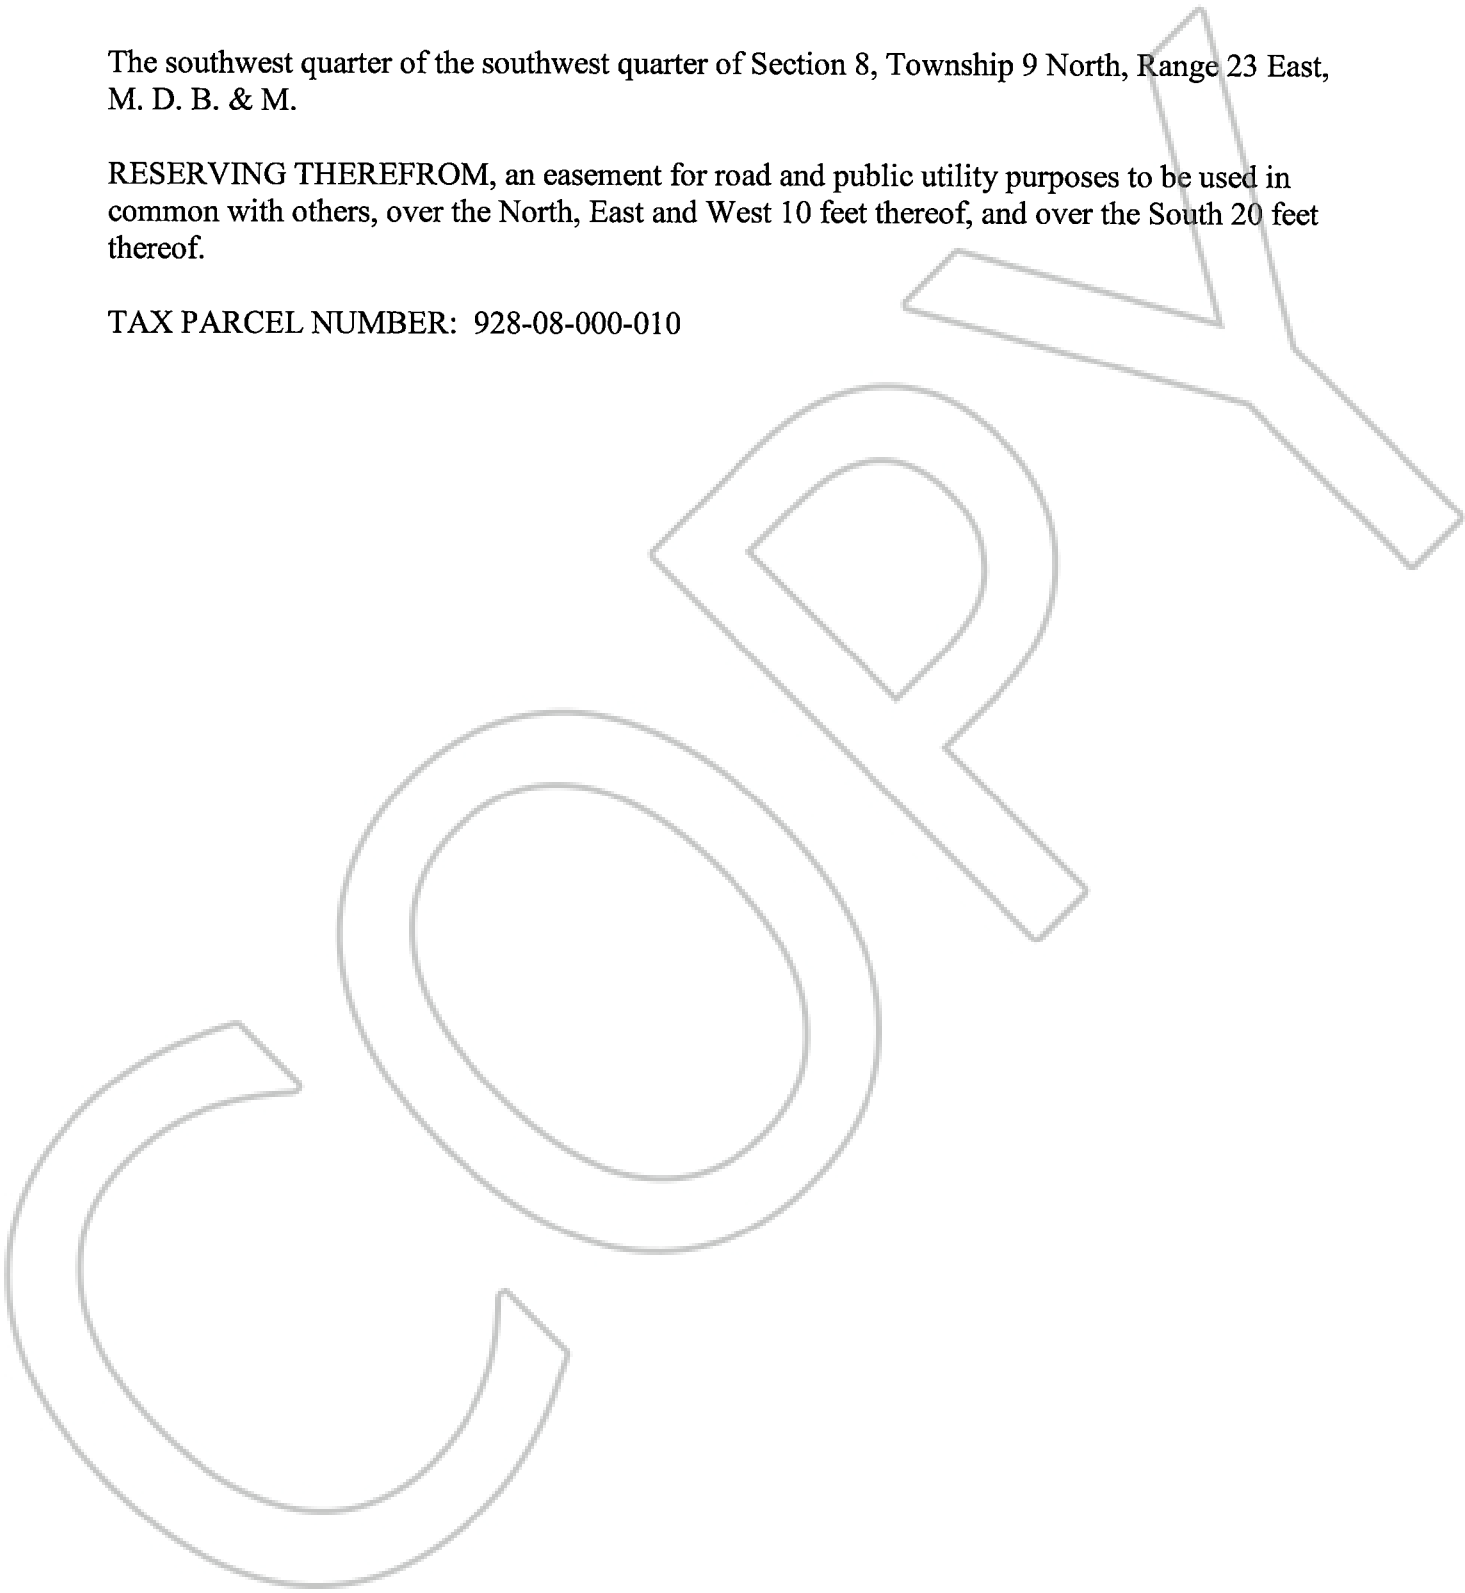 The southwest quarter of the southwest quarter of Section 8, Township 9 North, Range 23 East,
M. D. B. & M.
RESERVING THEREFROM, an easement for road and public utility purposes to be used in
common with others, over the North, East and West 10 feet thereof, and over the South 20 feet
thereof.
TAX PARCEL NUMBER: 928-08-000-010
COPY